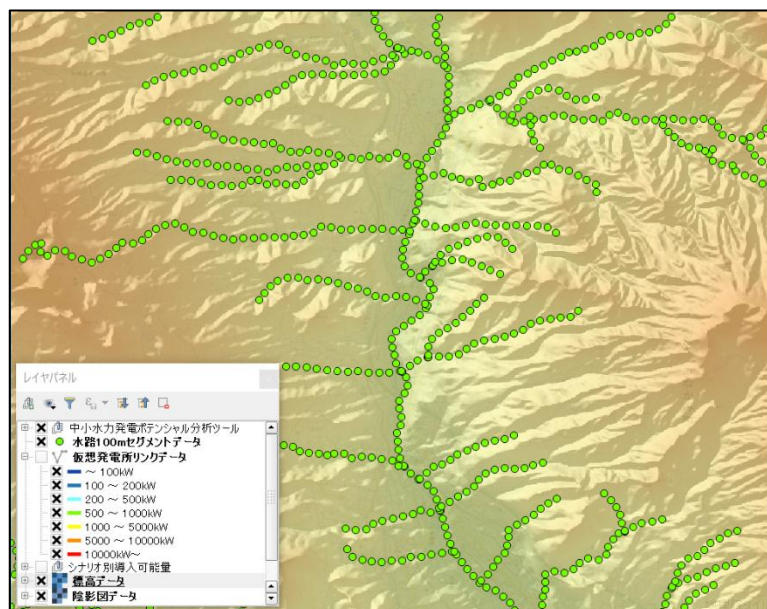 レイヤパネル
中小水力発電ポテンシャル分析ツール
水路100mセグメントデータ
仮想発電所リンクデータ
～ 100kW
100 ～ 200kW
200 ～ 500kW
500 ～ 1000kW
1000 ～ 5000kW
5000 ～ 10000kW
10000kW～
シナリオ別導入可能量
標高データ
陰影図データ